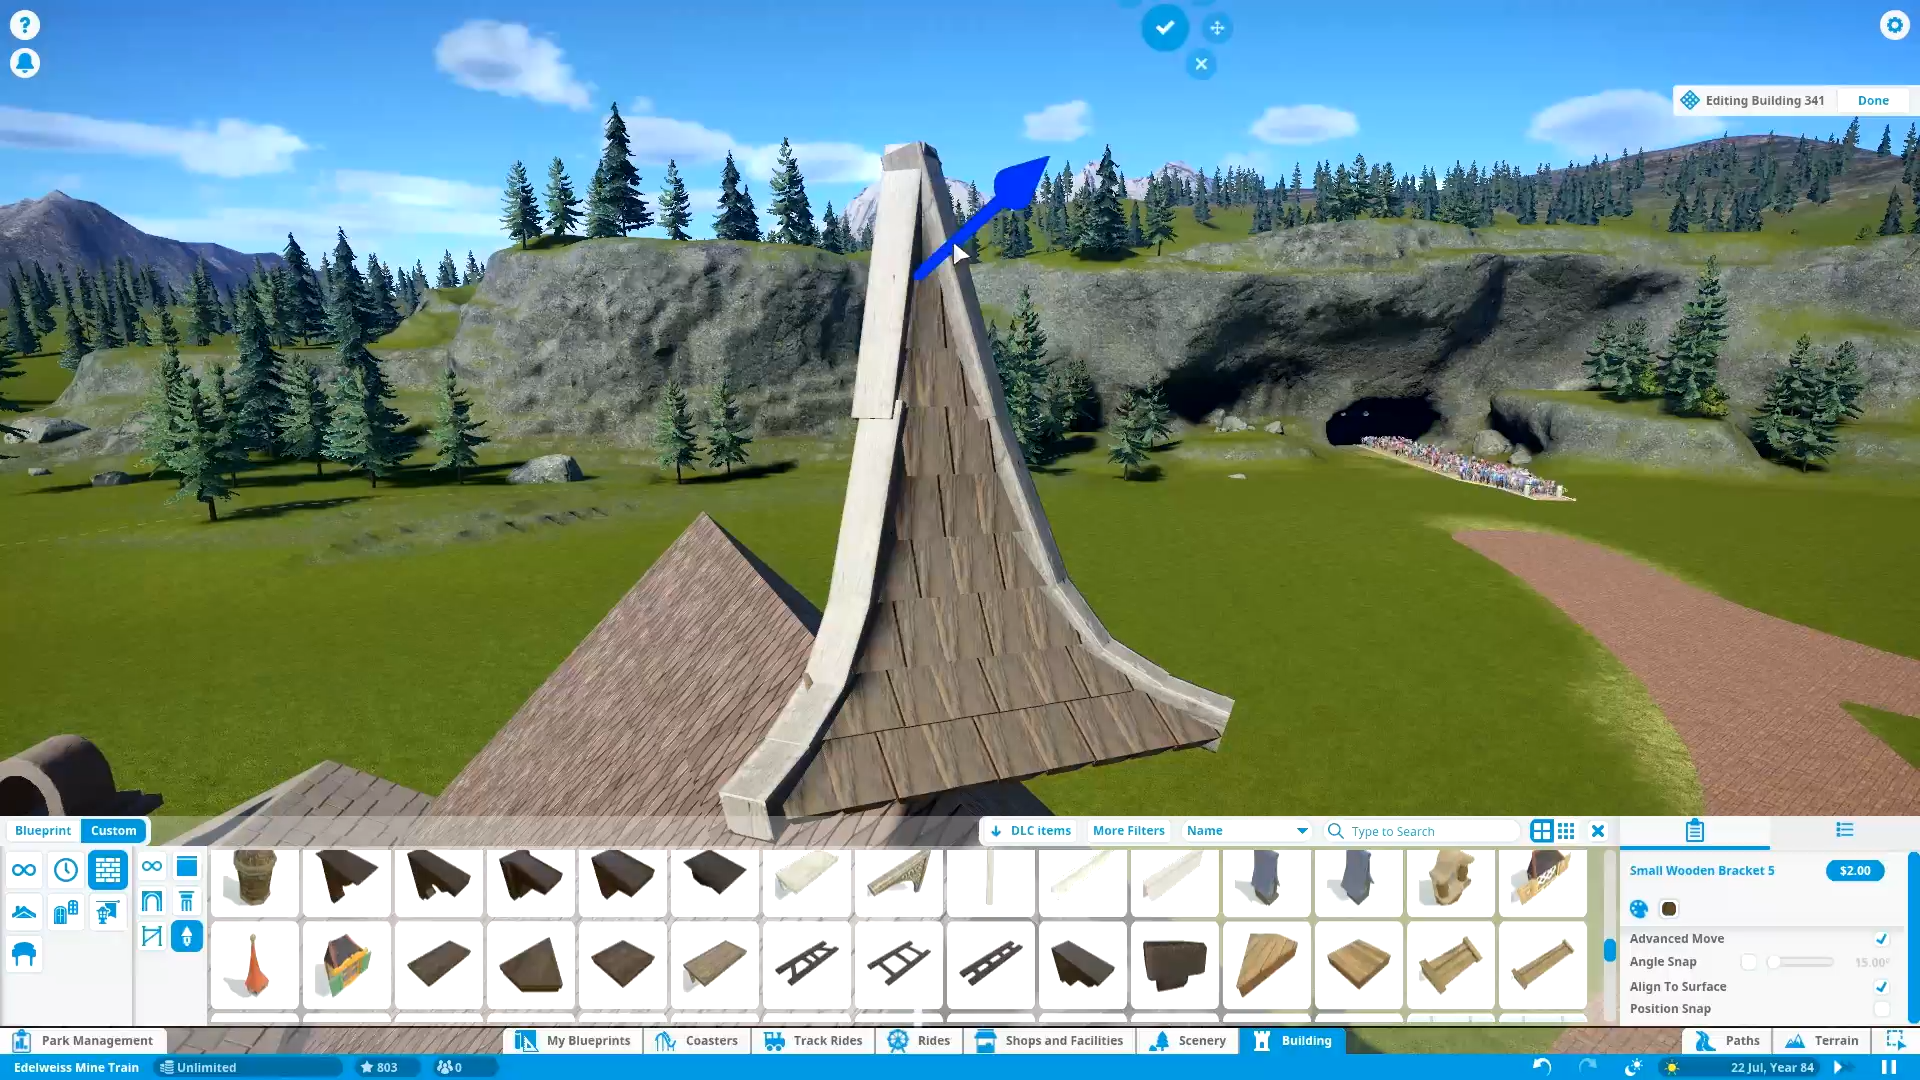 ?
Editing Building 341 Done
Blueprint Custom
DLC items More Filters Name Type to Search
Small Wooden Bracket 5 $2.00
Advanced Move
Angle Snap 15.00°
Align To Surface
Position Snap
Park Management My Blueprints Coasters Track Rides Rides Shops and Facilities Scenery Building Paths Terrain
Edelweiss Mine Train Unlimited 803 0 22 Jul, Year 84